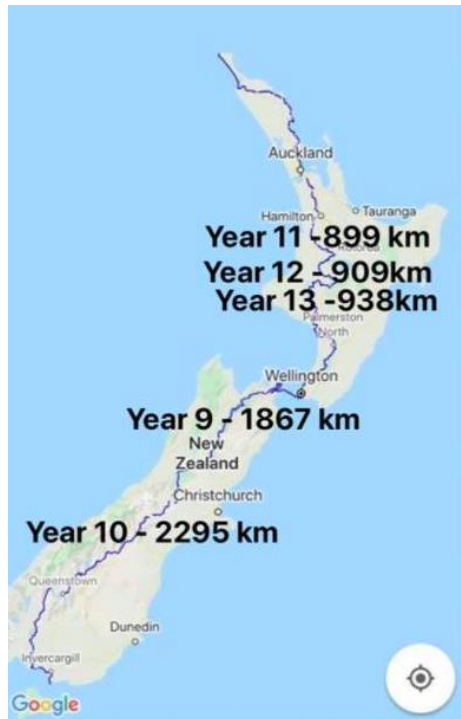 Auckland
Hamilton
Tauranga
Year 11 -899 km
Year 12 - 909km
Year 13 -938km
Palmerston
North
Wellington
Year 9 - 1867 km
New
Zealand
Christchurch
Year 10 - 2295 km
Queenstown
Dunedin
Invercargill
Google